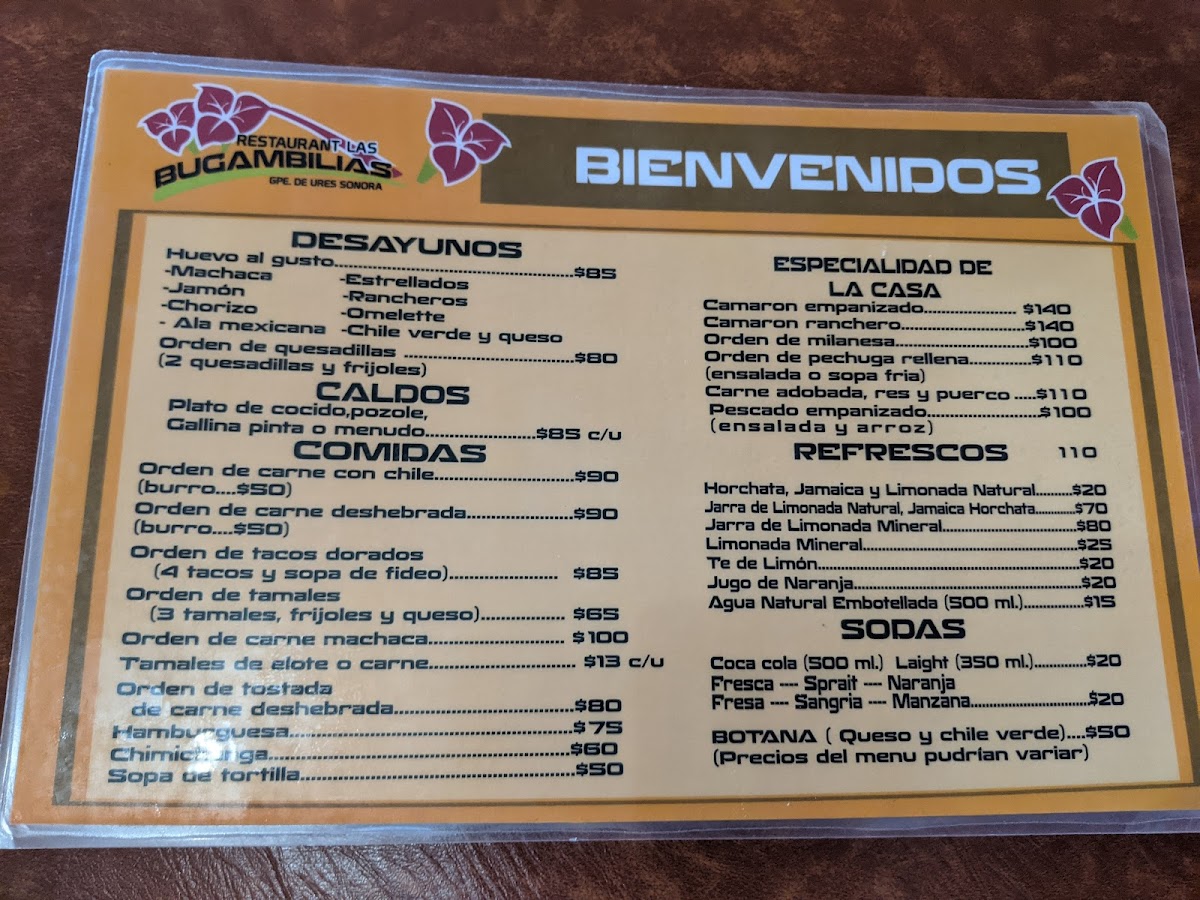 RESTAURANT LAS
BUGAMBILIAS
GPE. DE URES SONORA
BIENVENIDOS
DESAYUNOS
Huevo al gusto..........................................$85
-Machaca -Estrellados
-Jamón -Rancheros
-Chorizo -Omelette
- Ala mexicana -Chile verde y queso
Orden de quesadillas ..............................$80
(2 quesadillas y frijoles)
CALDOS
Plato de cocido,pozole,
Gallina pinta o menudo....................$85 c/u
COMIDAS
Orden de carne con chile.........................$90
(burro....$50)
Orden de carne deshebrada...................$90
(burro....$50)
Orden de tacos dorados
(4 tacos y sopa de fideo)................... $85
Orden de tamales
(3 tamales, frijoles y queso)............... $65
Orden de carne machaca........................ $100
Tamales de elote o carne.......................... $13 c/u
Orden de tostada
de carne deshebrada................................$80
Hamburguesa..................................................$75
Chimichanga.....................................................$60
Sopa de tortilla................................................$50
ESPECIALIDAD DE
LA CASA
Camaron empanizado................ $140
Camaron ranchero......................$140
Orden de milanesa.......................$100
Orden de pechuga rellena...........$110
(ensalada o sopa fria)
Carne adobada, res y puerco .....$110
Pescado empanizado....................$100
(ensalada y arroz)
REFRESCOS 110
Horchata, Jamaica y Limonada Natural..........$20
Jarra de Limonada Natural, Jamaica Horchata...........$70
Jarra de Limonada Mineral..........................$80
Limonada Mineral..........................................$25
Te de Limón....................................................$20
Jugo de Naranja.............................................$20
Agua Natural Embotellada (500 ml.)...............$15
SODAS
Coca cola (500 ml.) Laight (350 ml.).............$20
Fresca ---- Sprait ---- Naranja
Fresa ---- Sangria ---- Manzana.......................$20
BOTANA ( Queso y chile verde)....$50
(Precios del menu pudrían variar)